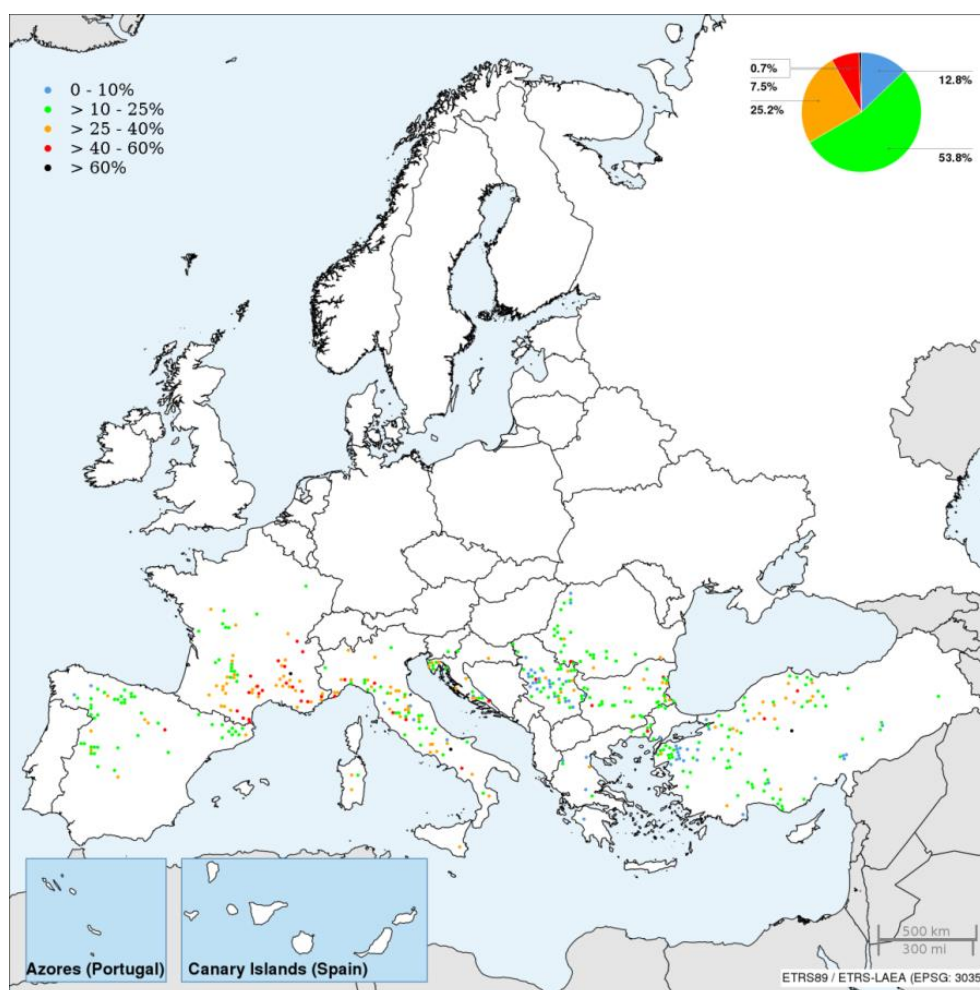 0 - 10%
> 10 - 25%
> 25 - 40%
> 40 - 60%
> 60%
0.7%
7.5%
25.2%
12.8%
53.8%
Azores (Portugal)
Canary Islands (Spain)
500 km
300 mi
ETRS89 / ETRS-LAEA (EPSG: 3035